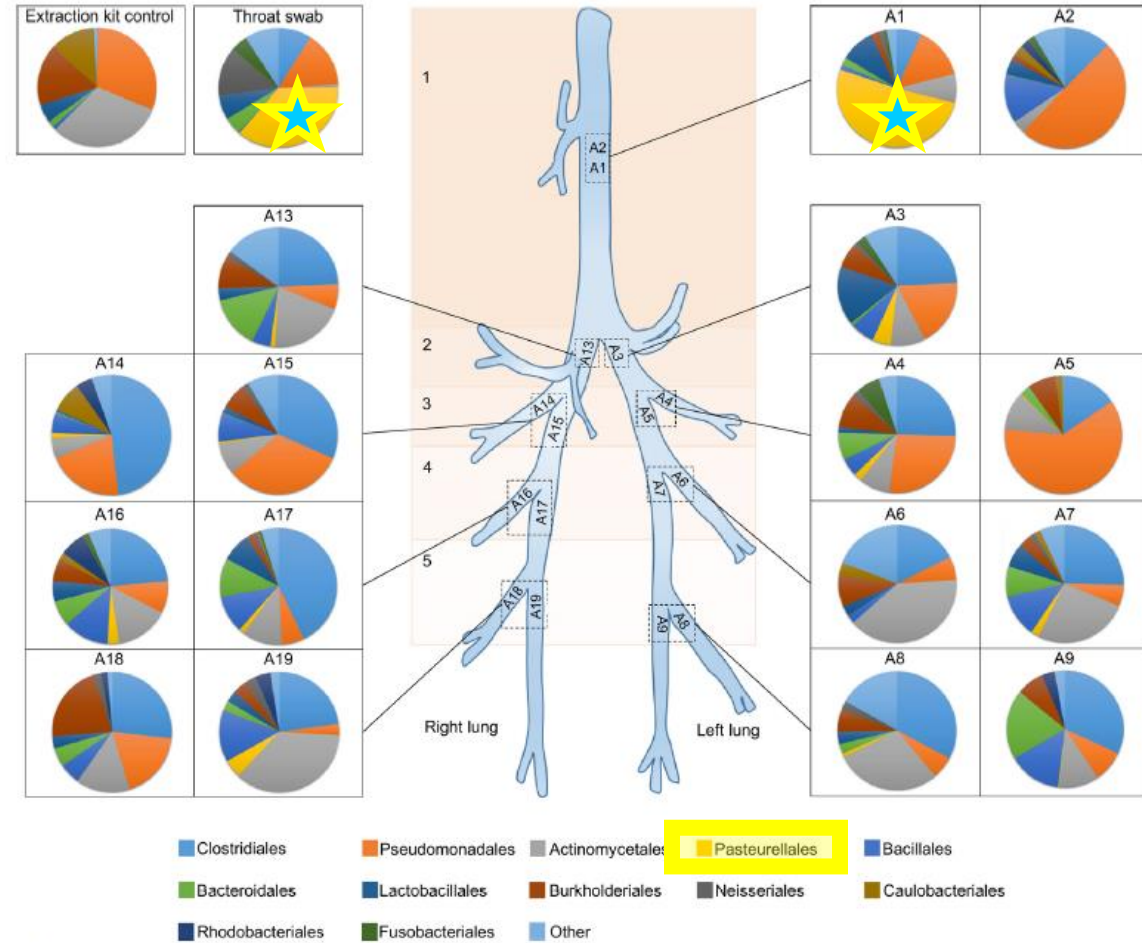 Extraction kit control
Throat swab
A1
A2
1
A2
A1
A13
A3
2
A13
A3
A14
A15
3
A14
A15
A4
A5
A4
A5
4
A16
A17
A7
A6
A16
A17
A6
A7
5
A18
A19
A9
A8
A18
A19
A8
A9
Right lung
Left lung
Clostridiales
Pseudomonadales
Actinomycetales
Pasteurellales
Bacillales
Bacteroidales
Lactobacillales
Burkholderiales
Neisseriales
Caulobacteriales
Rhodobacteriales
Fusobacteriales
Other